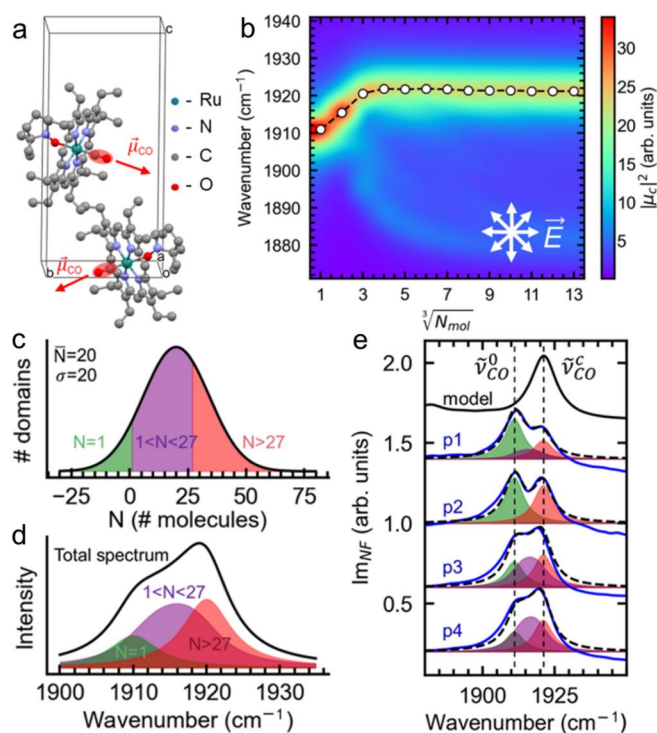 a
c
b
a
o
- Ru
- N
- C
- O
μ⃗CO
μ⃗CO
b
Wavenumber (cm⁻¹)
1941
1930
1920
1910
1900
1890
1880
1 3 5 7 9 11 13
∛Nmol
E⃗
30
25
20
15
10
5
|μc|² (arb. units)
c
N̄=20
σ=20
# domains
N=1
1<N<27
N>27
-30 0 25 50 75
N (# molecules)
d
Total spectrum
Intensity
1<N<27
N=1
N>27
1900 1910 1920 1930
Wavenumber (cm⁻¹)
e
ν̃⁰CO
ν̃ᶜCO
model
p1
p2
p3
p4
ImNF (arb. units)
2.0
1.5
1.0
0.5
1900 1925
Wavenumber (cm⁻¹)